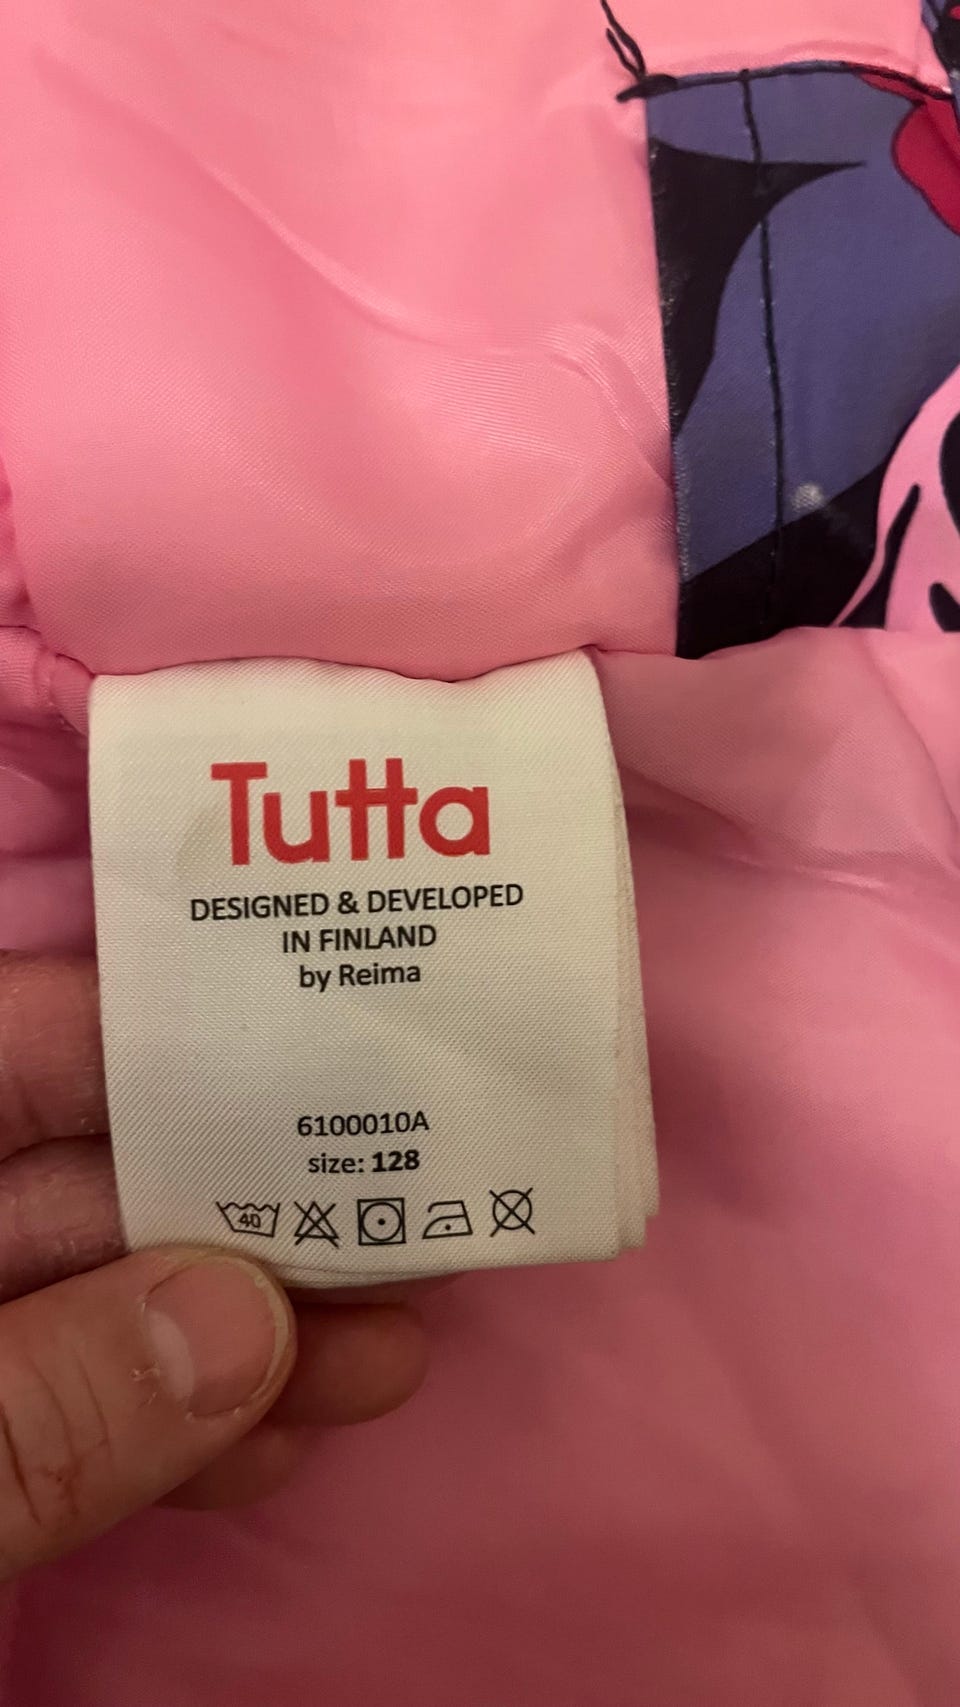 Tutta
DESIGNED & DEVELOPED
IN FINLAND
by Reima
6100010A
size: 128
40